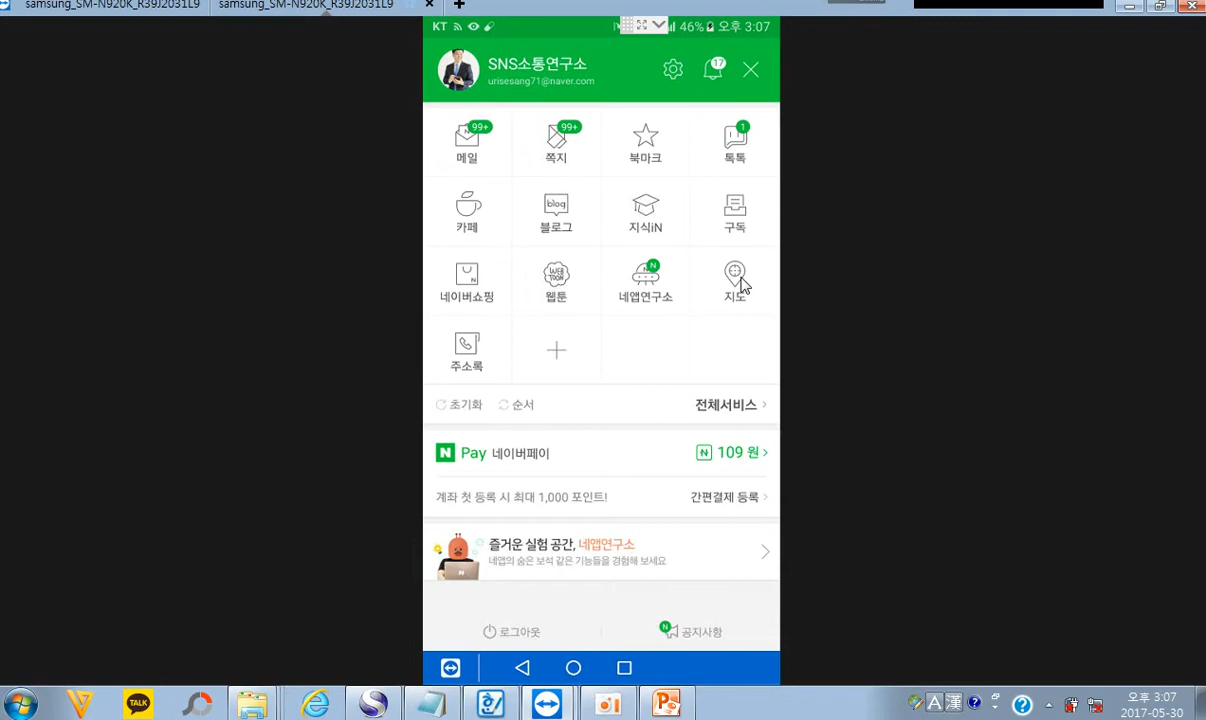 samsung_SM-N920K_R39J2031L9
samsung_SM-N920K_R39J2031L9
KT
46%
오후 3:07
SNS소통연구소
urisesang71@naver.com
17
99+
99+
1
메일
쪽지
북마크
톡톡
blog
카페
블로그
지식iN
구독
N
WEB
TOON
N
네이버쇼핑
웹툰
네앱연구소
지도
주소록
초기화
순서
전체서비스
N Pay 네이버페이
N 109 원
계좌 첫 등록 시 최대 1,000 포인트!
간편결제 등록
즐거운 실험 공간, 네앱연구소
네앱의 숨은 보석 같은 기능들을 경험해 보세요
로그아웃
N 공지사항
TALK
A 漢
오후 3:07
2017-05-30